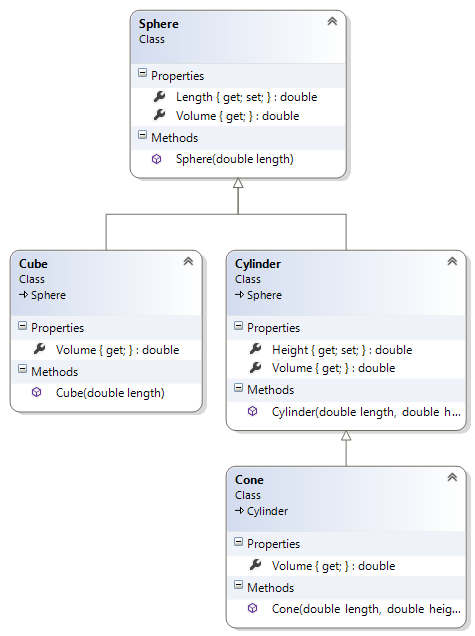 Sphere
Class
Properties
Length { get; set; } : double
Volume { get; } : double
Methods
Sphere(double length)
Cube
Class
Sphere
Properties
Volume { get; } : double
Methods
Cube(double length)
Cylinder
Class
Sphere
Properties
Height { get; set; } : double
Volume { get; } : double
Methods
Cylinder(double length, double h...
Cone
Class
Cylinder
Properties
Volume { get; } : double
Methods
Cone(double length, double heig...